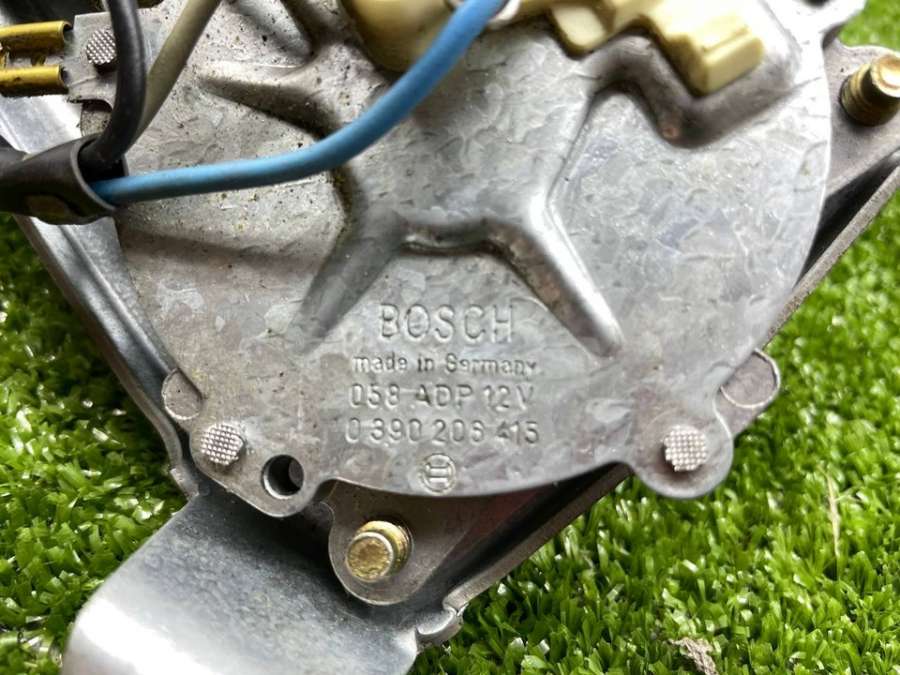 BOSCH
made in Germany
058 ADP 12V
0 390 206 415